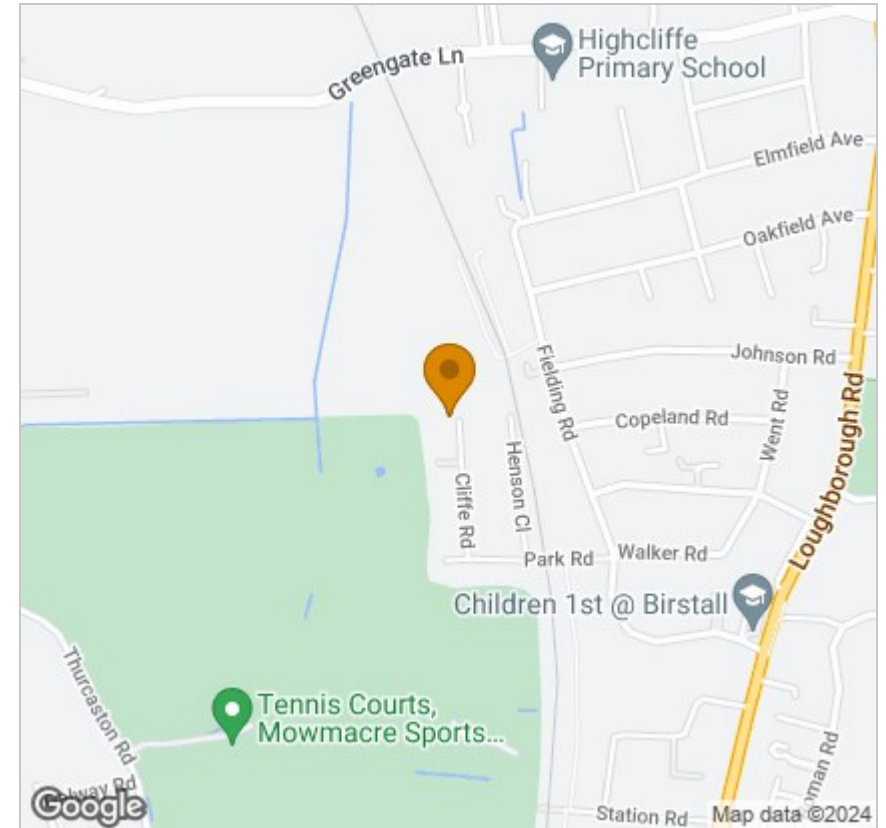 Greengate Ln
Highcliffe
Primary School
Elmfield Ave
Oakfield Ave
Johnson Rd
Fielding Rd
Copeland Rd
Went Rd
Henson Cl
Cliffe Rd
Loughborough Rd
Park Rd
Walker Rd
Children 1st @ Birstall
Thurcaston Rd
Tennis Courts,
Mowmacre Sports...
Rd
Station Rd
Google
Map data ©2024